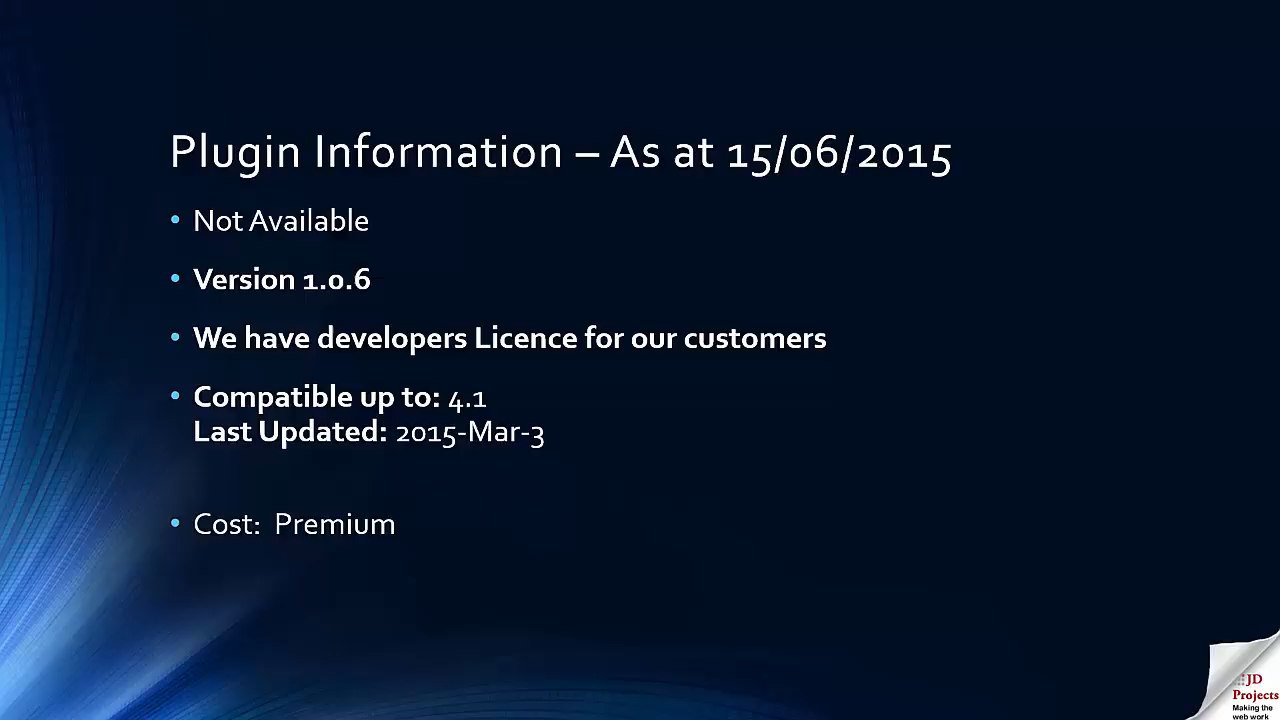 Plugin Information – As at 15/06/2015
• Not Available
• Version 1.0.6
• We have developers Licence for our customers
• Compatible up to: 4.1
Last Updated: 2015-Mar-3
• Cost: Premium
JD
Projects
Making the
web work